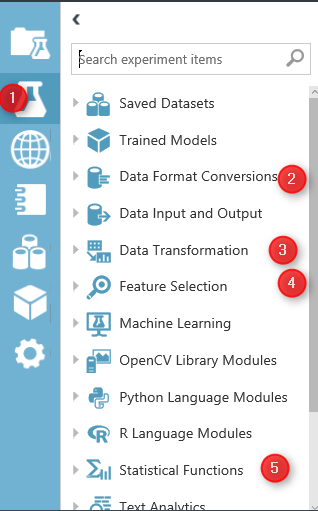 Search experiment items
1
Saved Datasets
Trained Models
Data Format Conversions 2
Data Input and Output
Data Transformation 3
Feature Selection 4
Machine Learning
OpenCV Library Modules
Python Language Modules
R Language Modules
Statistical Functions 5
Text Analytics